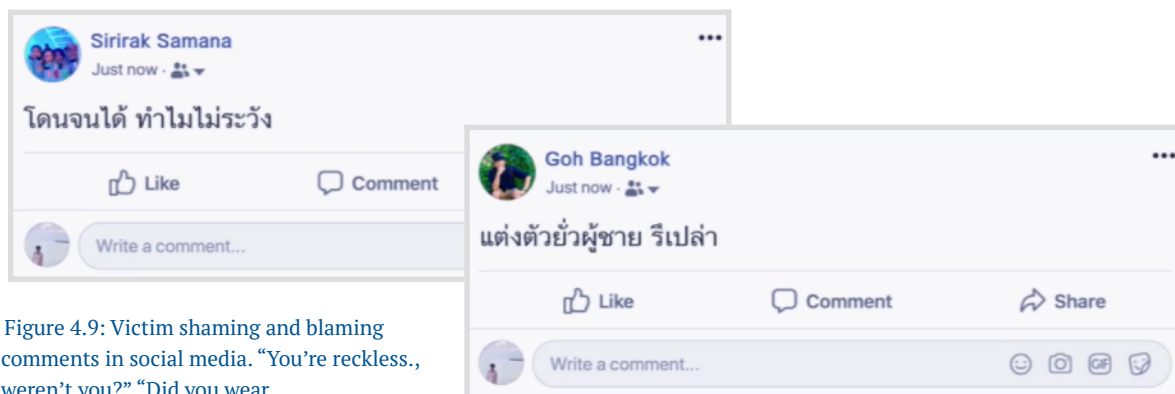 Sirirak Samana
Just now ·
โดนจนได้ ทำไมไม่ระวัง
Like
Comment
Write a comment...
Goh Bangkok
Just now ·
แต่งตัวยั่วผู้ชาย รึเปล่า
Like
Comment
Share
Write a comment...
GIF
Figure 4.9: Victim shaming and blaming
comments in social media. “You’re reckless.,
weren’t you?” “Did you wear